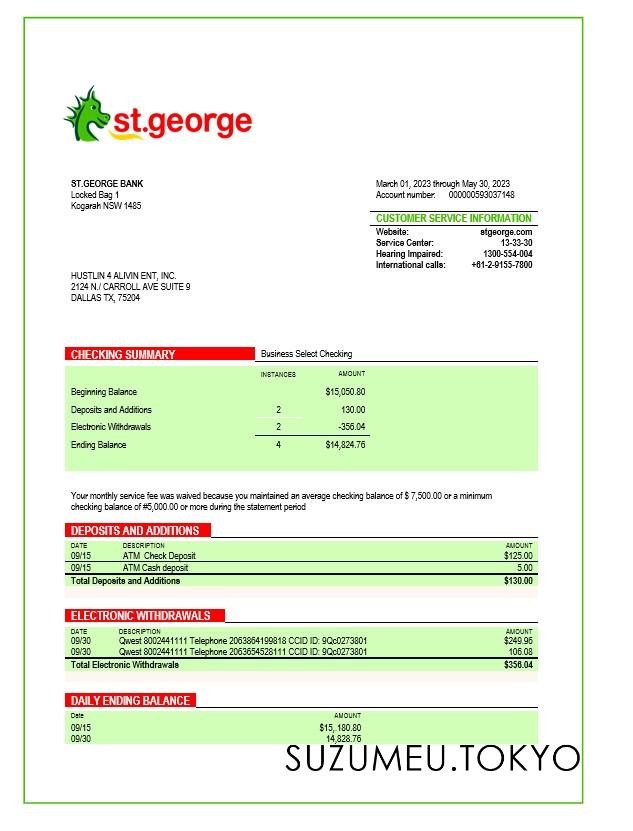 st.george
ST.GEORGE BANK
Locked Bag 1
Kogarah NSW 1485
March 01, 2023 through May 30, 2023
Account number: 000000593037148
CUSTOMER SERVICE INFORMATION
Website: stgeorge.com
Service Center: 13-33-30
Hearing Impaired: 1300-554-004
International calls: +61-2-9155-7800
HUSTLIN 4 ALIVIN ENT, INC.
2124 N./ CARROLL AVE SUITE 9
DALLAS TX, 75204
CHECKING SUMMARY Business Select Checking
INSTANCES AMOUNT
Beginning Balance $15,050.80
Deposits and Additions 2 130.00
Electronic Withdrawals 2 -356.04
Ending Balance 4 $14,824.76
Your monthly service fee was waived because you maintained an average checking balance of $ 7,500.00 or a minimum
checking balance of #5,000.00 or more during the statement period
DEPOSITS AND ADDITIONS
DATE DESCRIPTION AMOUNT
09/15 ATM Check Deposit $125.00
09/15 ATM Cash deposit 5.00
Total Deposits and Additions $130.00
ELECTRONIC WITHDRAWALS
DATE DESCRIPTION AMOUNT
09/30 Qwest 8002441111 Telephone 2063864199818 CCID ID: 9Qc0273801 $249.96
09/30 Qwest 8002441111 Telephone 2063654528111 CCID ID: 9Qc0273801 106.08
Total Electronic Withdrawals $356.04
DAILY ENDING BALANCE
Date AMOUNT
09/15 $15,.180.80
09/30 14,828.76
SUZUMEU.TOKYO